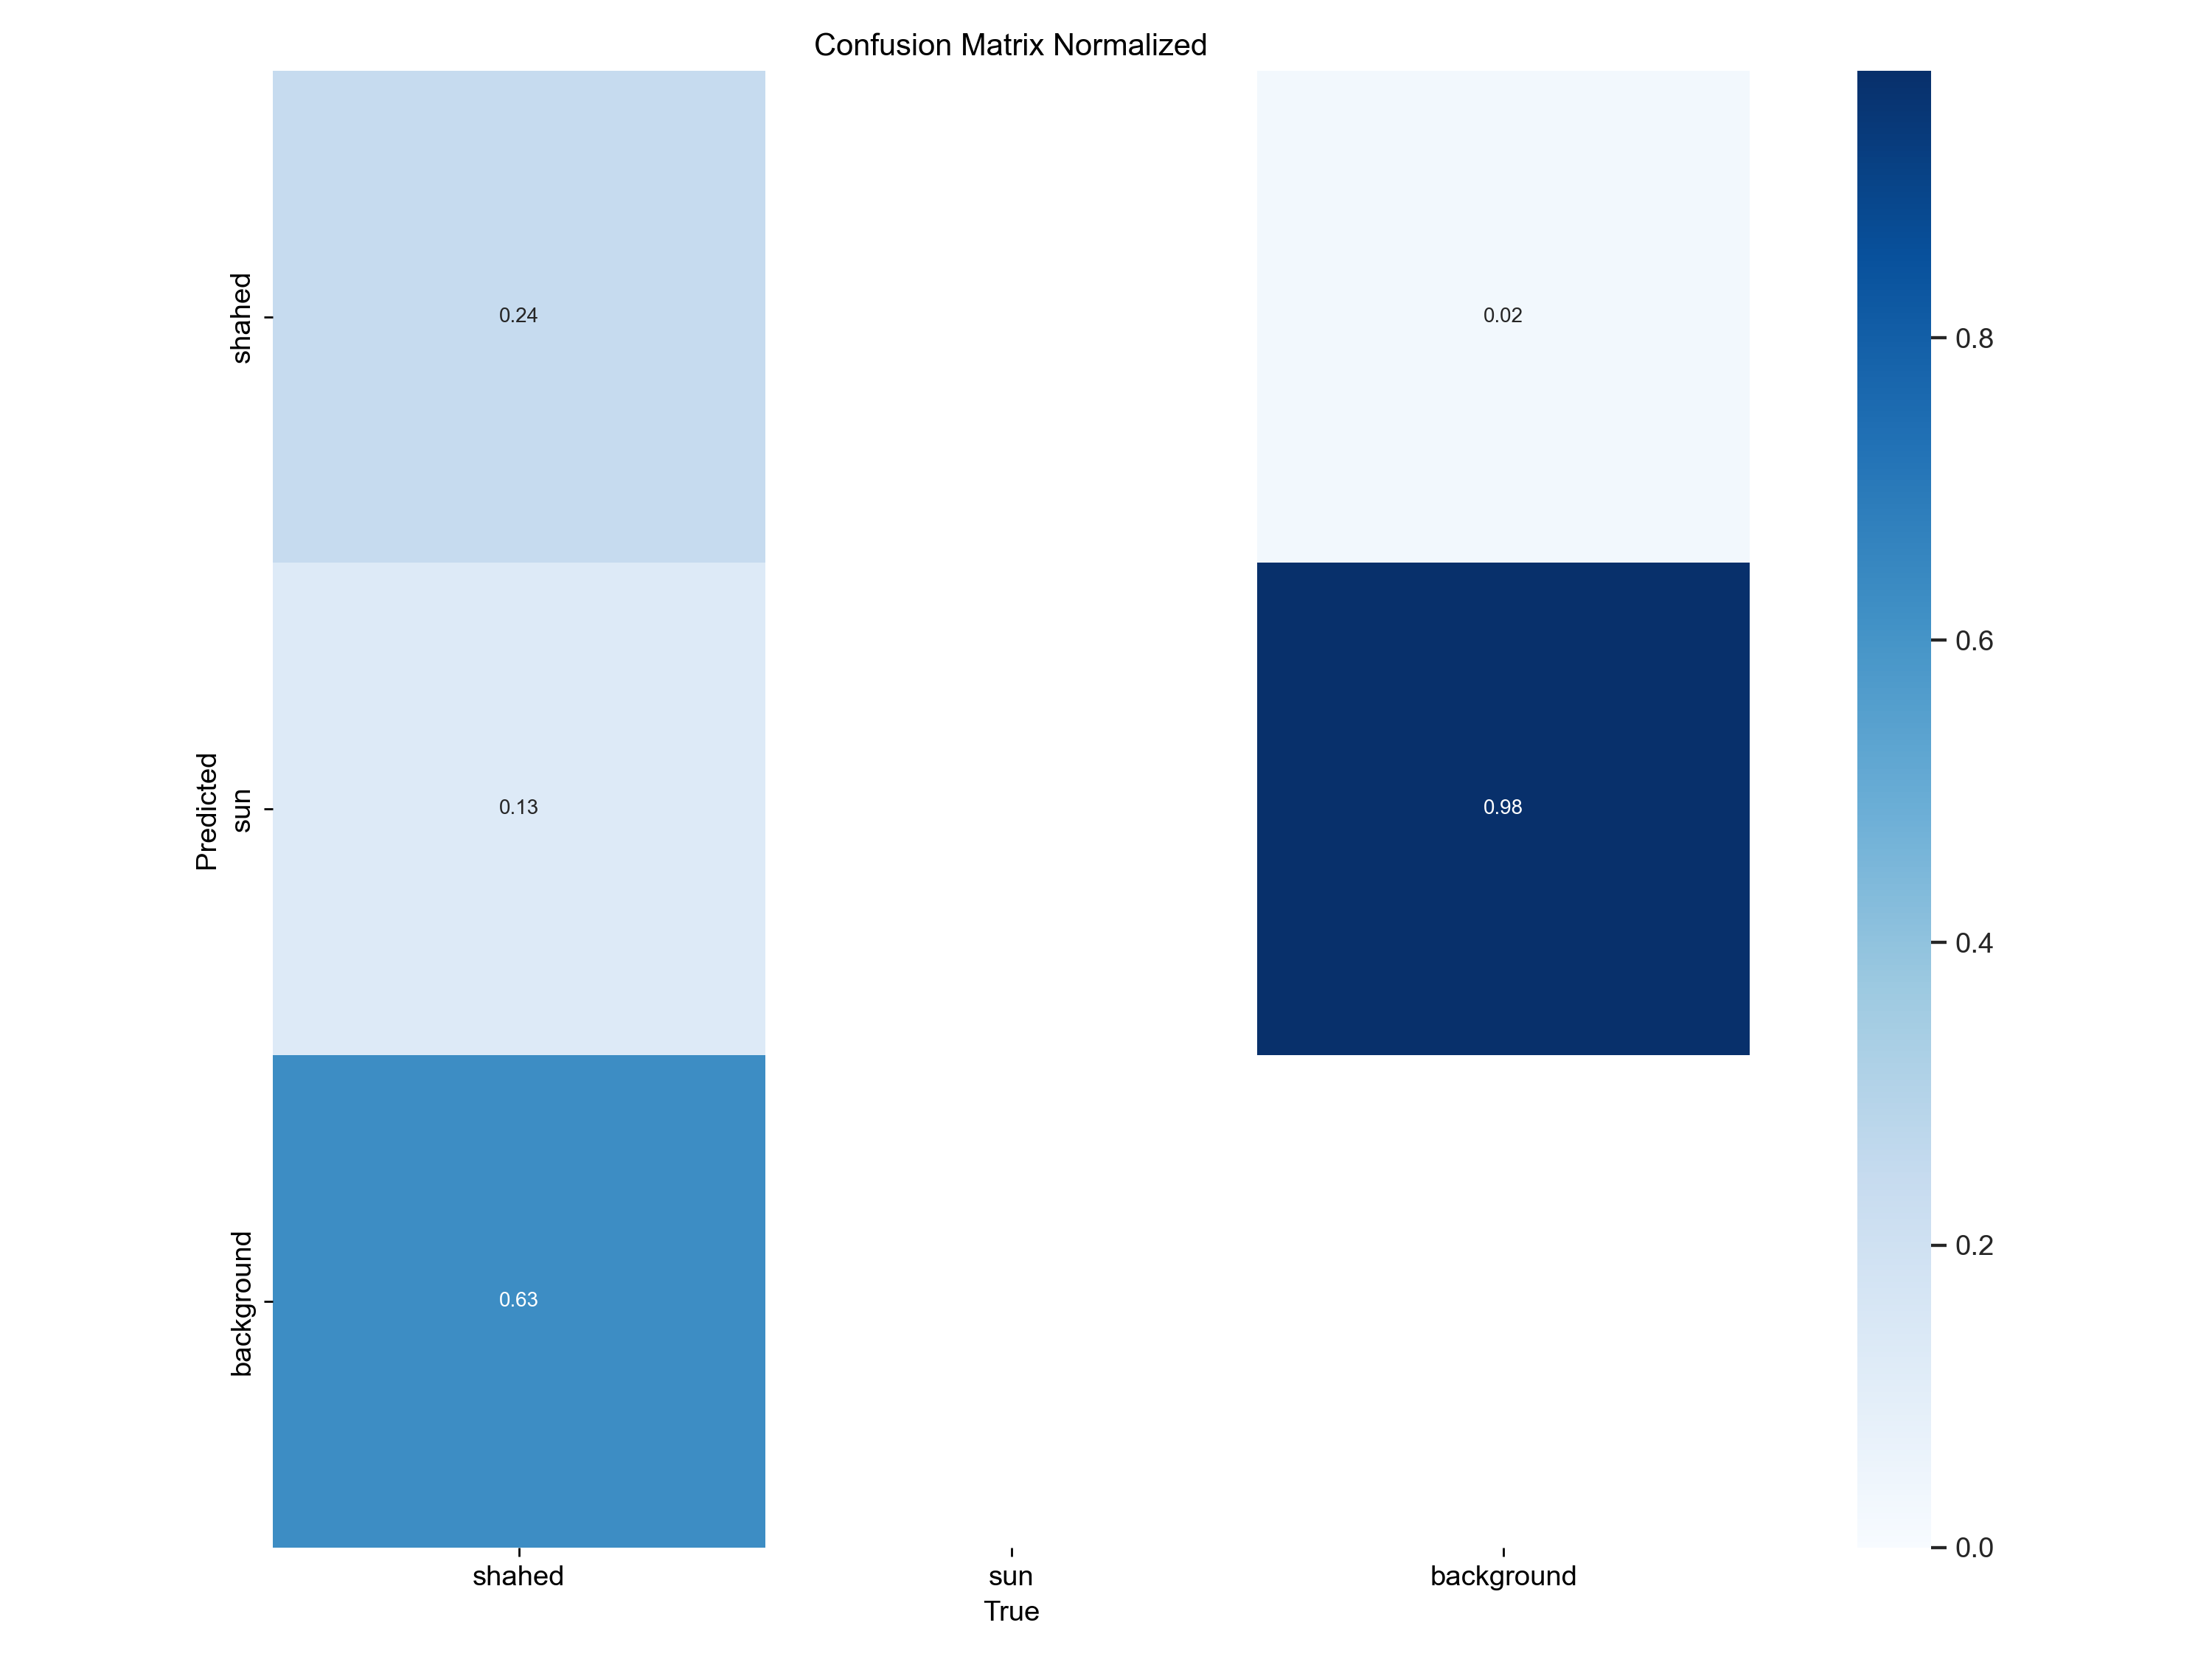 Confusion Matrix Normalized
shahed
0.24
0.02
0.8
0.6
Predicted
sun
0.13
0.98
0.4
background
0.63
0.2
0.0
shahed
sun
background
True